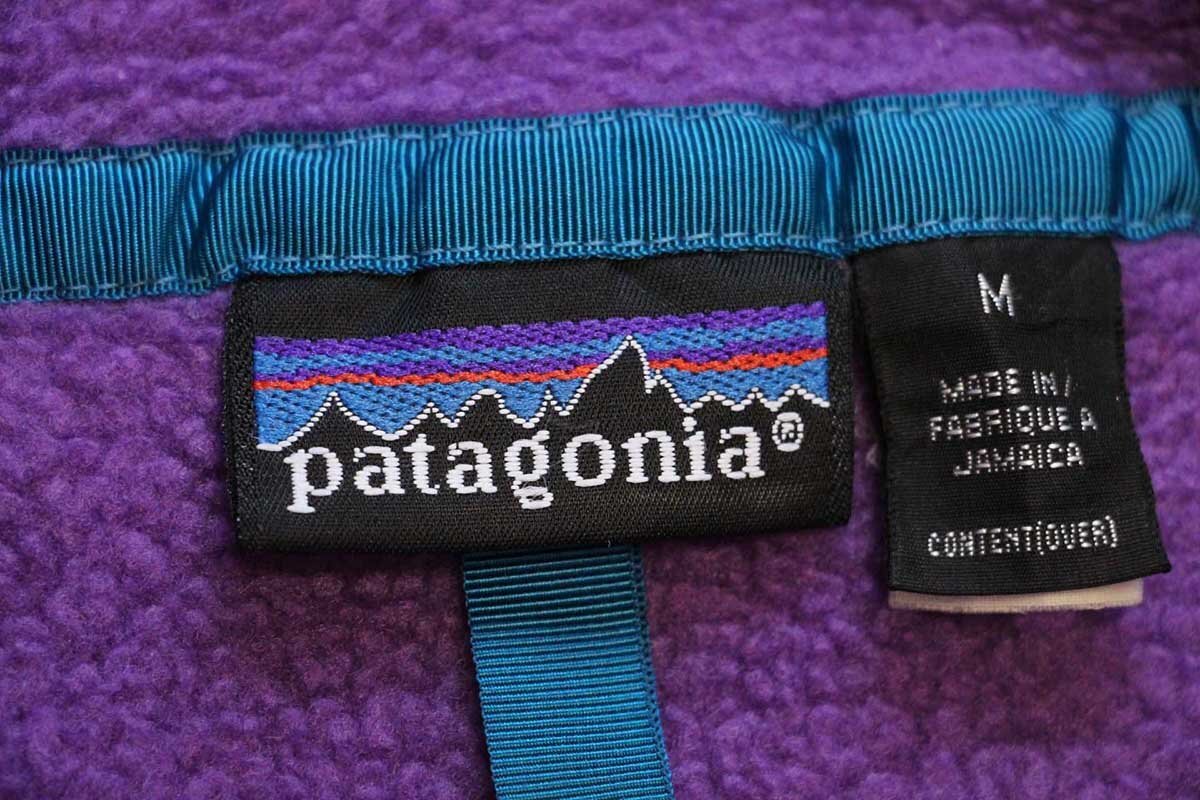 patagonia®
M
MADE IN/
FABRIQUE A
JAMAICA
CONTENT(OVER)